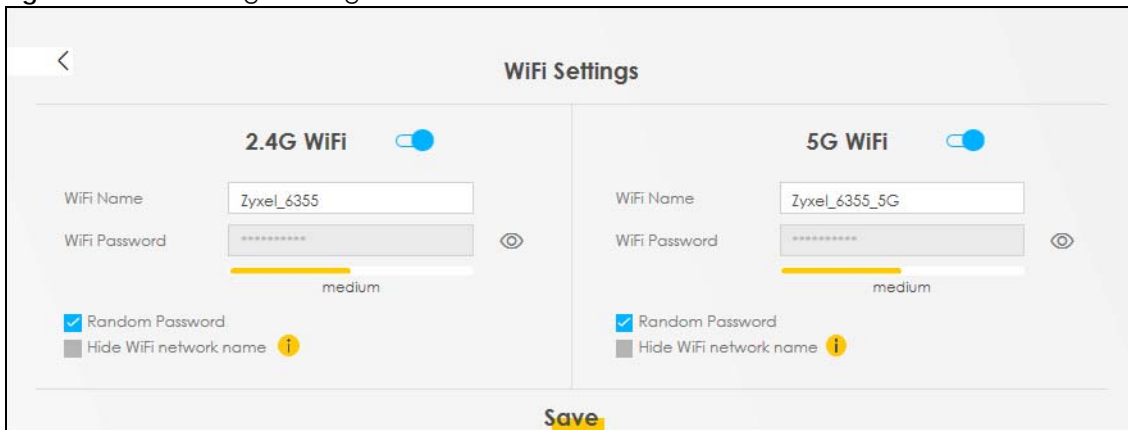 WiFi Settings
2.4G WiFi
WiFi Name
Zyxel_6355
WiFi Password
**********
medium
Random Password
Hide WiFi network name
5G WiFi
WiFi Name
Zyxel_6355_5G
WiFi Password
**********
medium
Random Password
Hide WiFi network name
Save